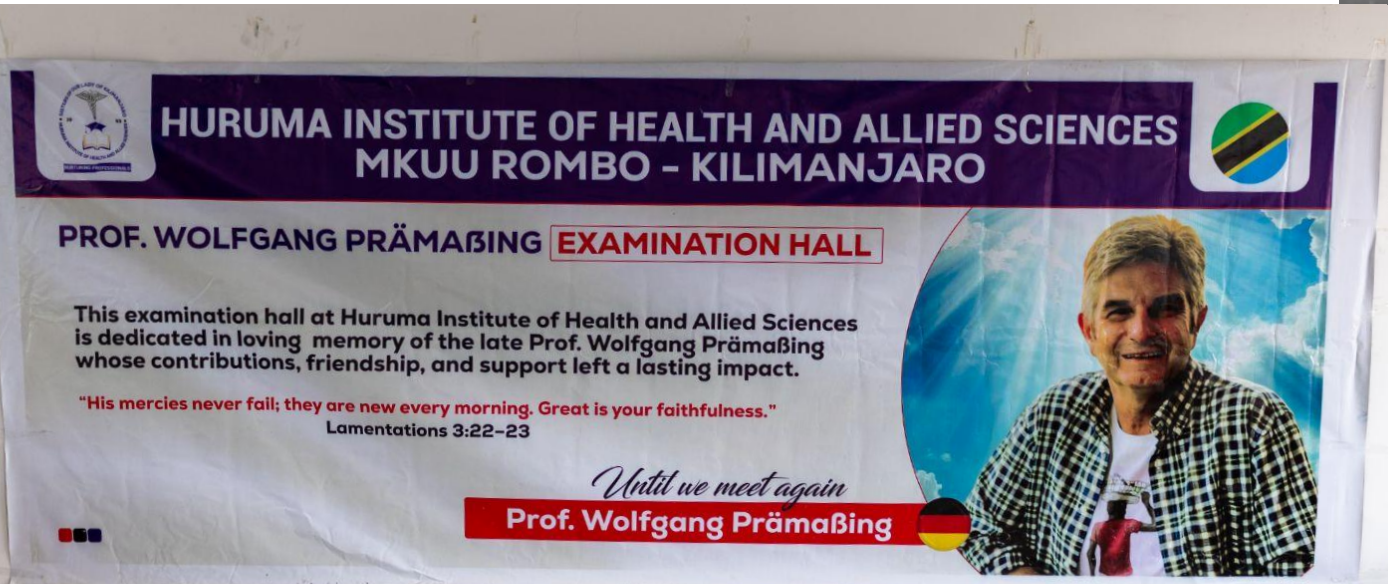 HURUMA INSTITUTE OF HEALTH AND ALLIED SCIENCES
MKUU ROMBO - KILIMANJARO
NURTURING PROFESSIONALS
PROF. WOLFGANG PRÄMAẞING EXAMINATION HALL
This examination hall at Huruma Institute of Health and Allied Sciences
is dedicated in loving memory of the late Prof. Wolfgang Prämaßing
whose contributions, friendship, and support left a lasting impact.
“His mercies never fail; they are new every morning. Great is your faithfulness.”
Lamentations 3:22–23
Until we meet again
Prof. Wolfgang Prämaßing